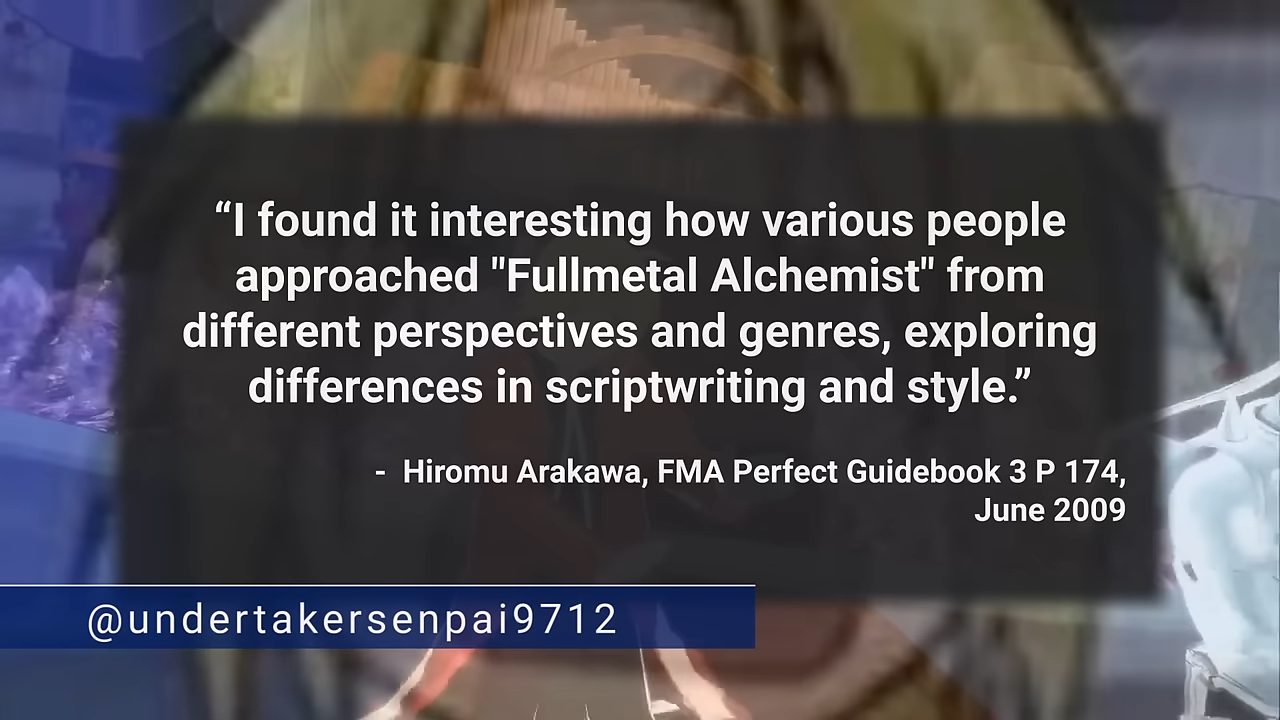 “I found it interesting how various people
approached "Fullmetal Alchemist" from
different perspectives and genres, exploring
differences in scriptwriting and style.”
- Hiromu Arakawa, FMA Perfect Guidebook 3 P 174,
June 2009
@undertakersenpai9712